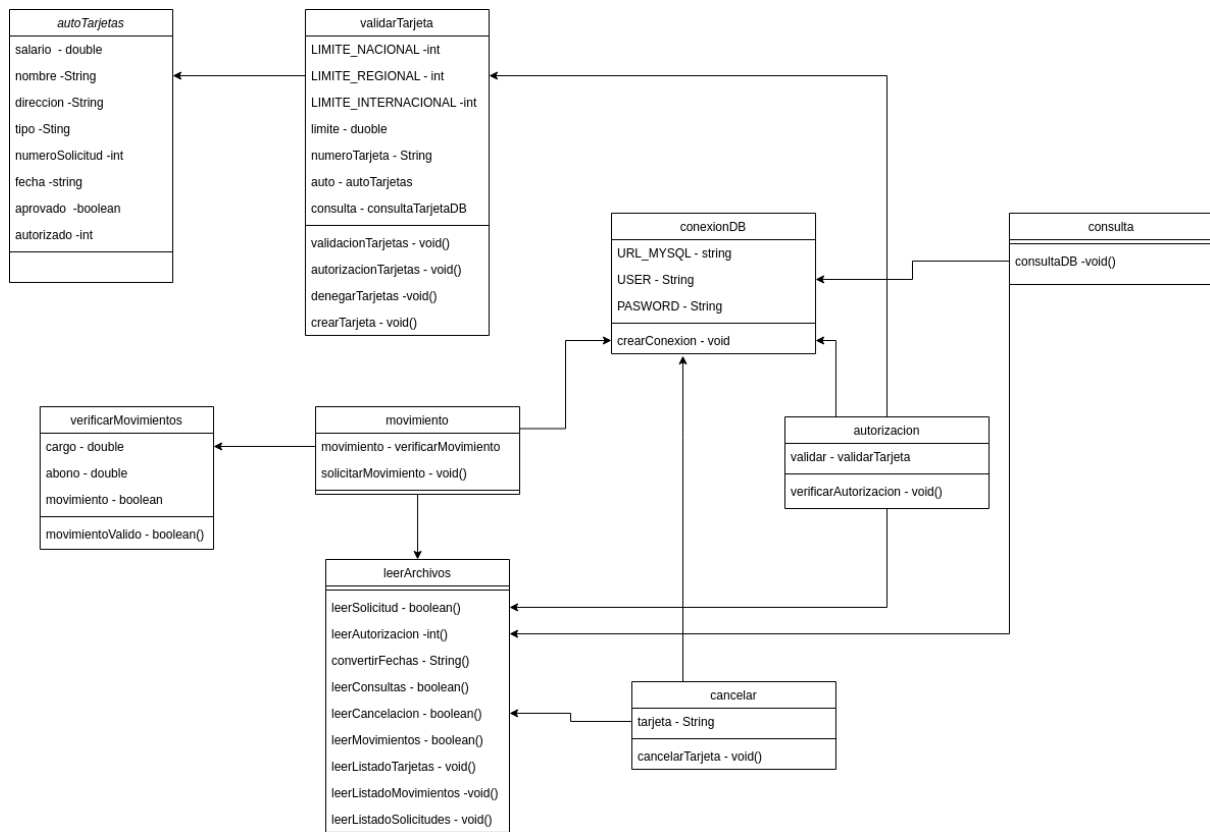 autoTarjetas
salario - double
nombre -String
direccion -String
tipo -Sting
numeroSolicitud -int
fecha -string
aprovado -boolean
autorizado -int
validarTarjeta
LIMITE_NACIONAL -int
LIMITE_REGIONAL - int
LIMITE_INTERNACIONAL -int
limite - duoble
numeroTarjeta - String
auto - autoTarjetas
consulta - consultaTarjetaDB
validacionTarjetas - void()
autorizacionTarjetas - void()
denegarTarjetas -void()
crearTarjeta - void()
conexionDB
URL_MYSQL - string
USER - String
PASWORD - String
crearConexion - void
consulta
consultaDB -void()
verificarMovimientos
cargo - double
abono - double
movimiento - boolean
movimientoValido - boolean()
movimiento
movimiento - verificarMovimiento
solicitarMovimiento - void()
autorizacion
validar - validarTarjeta
verificarAutorizacion - void()
leerArchivos
leerSolicitud - boolean()
leerAutorizacion -int()
convertirFechas - String()
leerConsultas - boolean()
leerCancelacion - boolean()
leerMovimientos - boolean()
leerListadoTarjetas - void()
leerListadoMovimientos -void()
leerListadoSolicitudes - void()
cancelar
tarjeta - String
cancelarTarjeta - void()